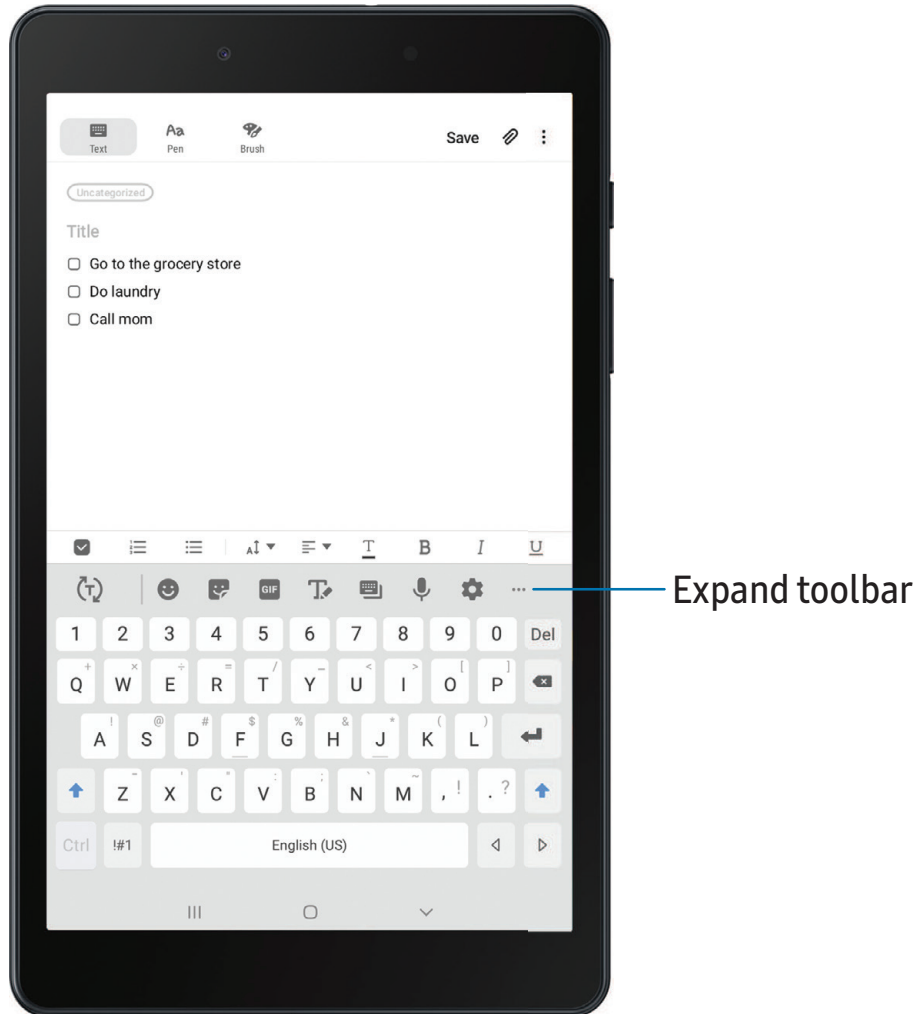 Text
Aa
Pen
Brush
Save
Uncategorized
Title
Go to the grocery store
Do laundry
Call mom
A T B I U
T GIF T
Expand toolbar
1 2 3 4 5 6 7 8 9 0 Del
+ × ÷ = / _ < > [ ]
Q W E R T Y U I O P
! @ # $ % & * ( )
A S D F G H J K L
- ' " : ; ` ~ ! ?
Z X C V B N M , .
Ctrl !#1 English (US)